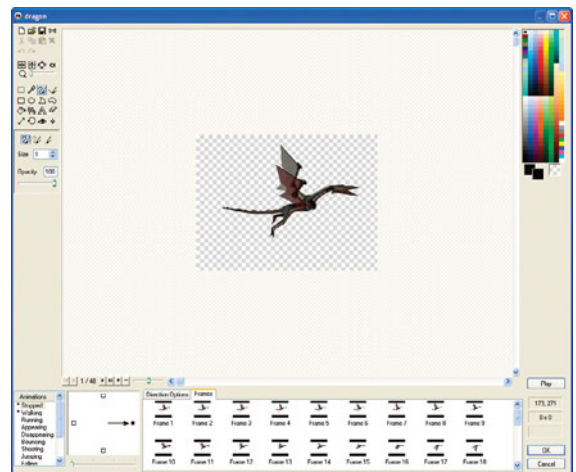 dragon
Size 1
Opacity 100
1 / 48
Animations
Stopped
Walking
Running
Appearing
Disappearing
Bouncing
Shooting
Jumping
Falling
Direction Options Frames
Frame 1 Frame 2 Frame 3 Frame 4 Frame 5 Frame 6 Frame 7 Frame 8 Frame 9
Frame 10 Frame 11 Frame 12 Frame 13 Frame 14 Frame 15 Frame 16 Frame 17 Frame 18
Play
173, 271
0 x 0
OK
Cancel